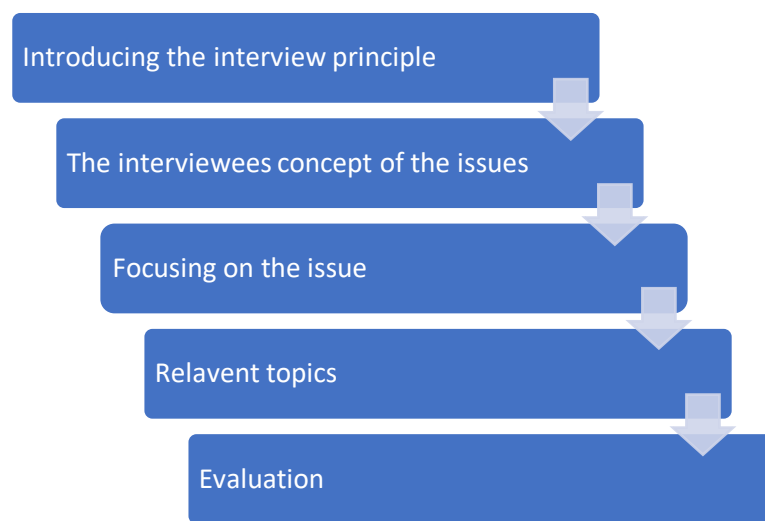 Introducing the interview principle
The interviewees concept of the issues
Focusing on the issue
Relavent topics
Evaluation